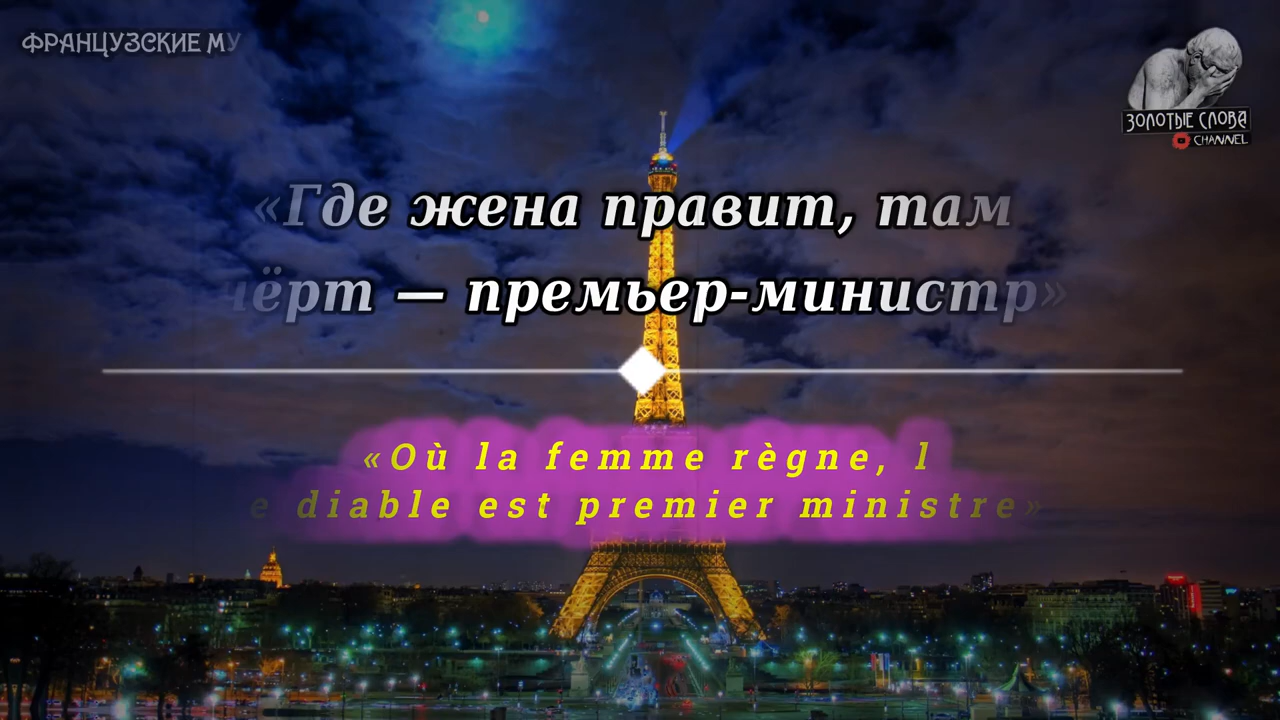 ФРАНЦУЗСКИЕ МУ
ЗОЛОТЫЕ СЛОВА
CHANNEL
«Где жена правит, там
чёрт — премьер-министр»
«Où la femme règne, l
e diable est premier ministre»